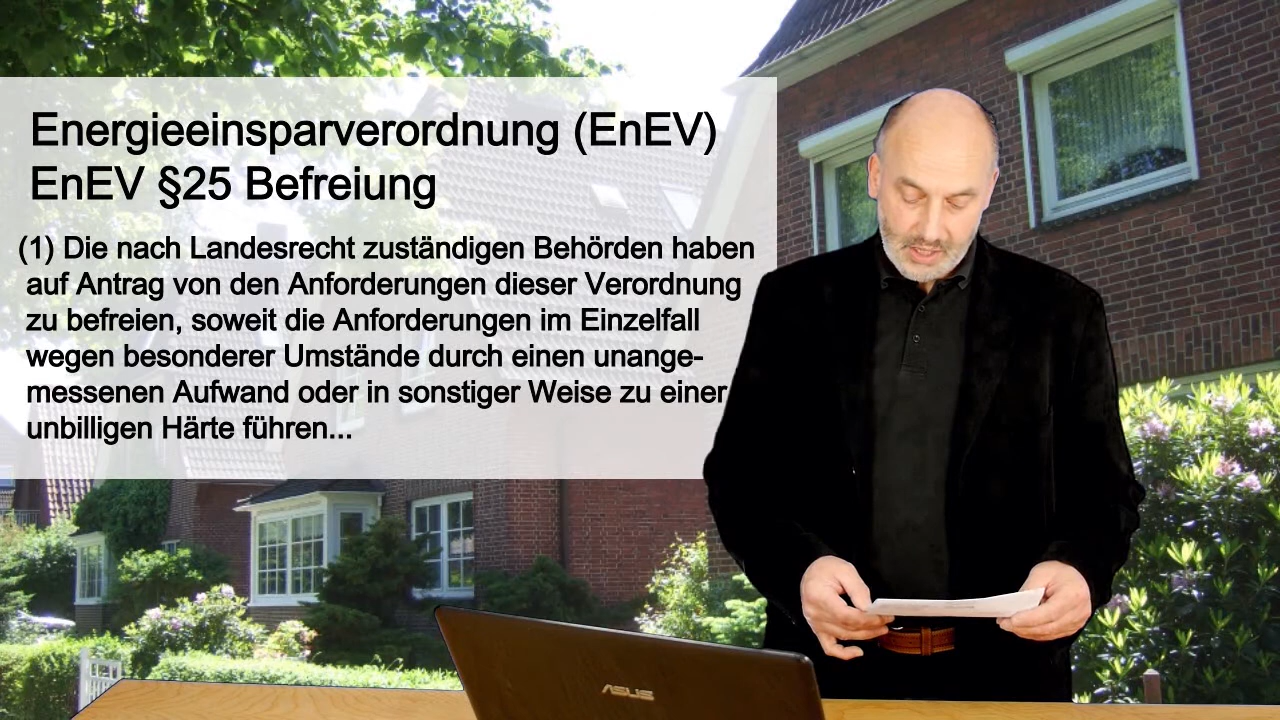 Energieeinsparverordnung (EnEV)
EnEV §25 Befreiung
(1) Die nach Landesrecht zuständigen Behörden haben
auf Antrag von den Anforderungen dieser Verordnung
zu befreien, soweit die Anforderungen im Einzelfall
wegen besonderer Umstände durch einen unange-
messenen Aufwand oder in sonstiger Weise zu einer
unbilligen Härte führen...
ASUS